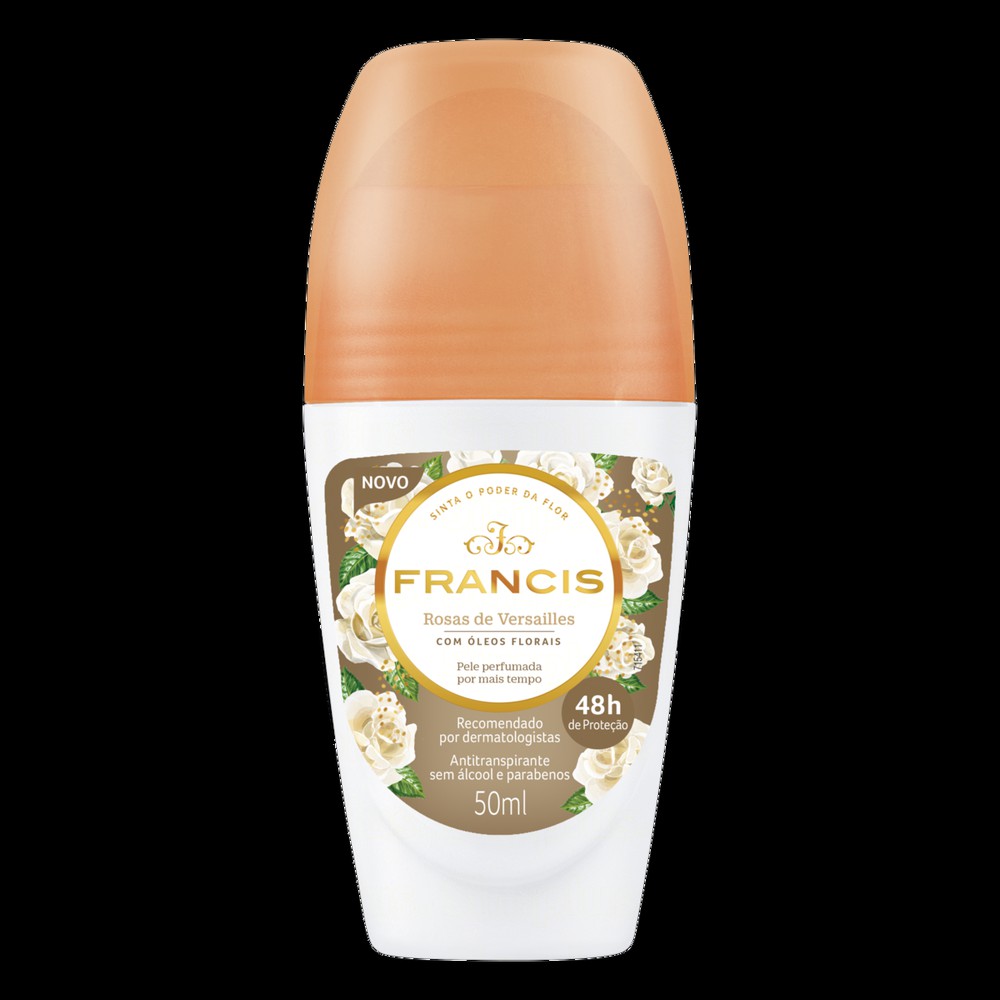 NOVO
SINTA O PODER DA FLOR
FRANCIS
Rosas de Versailles
COM ÓLEOS FLORAIS
Pele perfumada
por mais tempo
715411
48h
de Proteção
Recomendado
por dermatologistas
Antitranspirante
sem álcool e parabenos
50ml